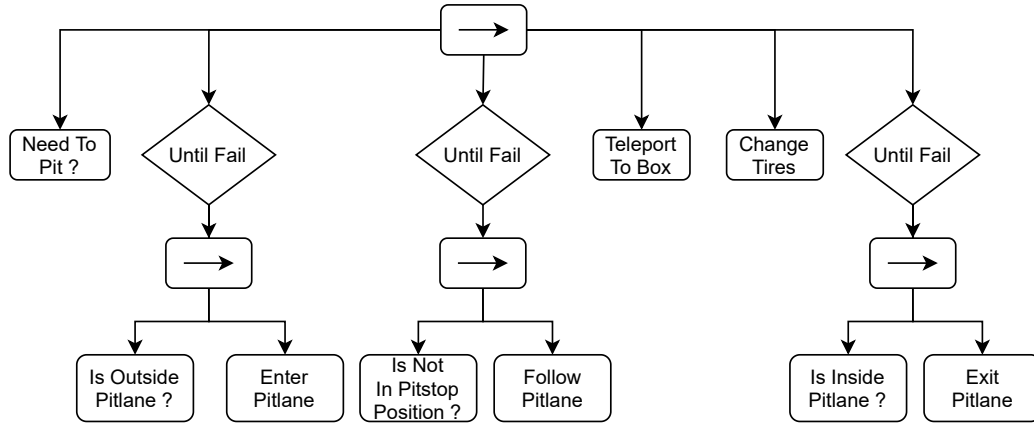 Need To
Pit ?
Until Fail
Until Fail
Teleport
To Box
Change
Tires
Until Fail
Is Outside
Pitlane ?
Enter
Pitlane
Is Not
In Pitstop
Position ?
Follow
Pitlane
Is Inside
Pitlane ?
Exit
Pitlane